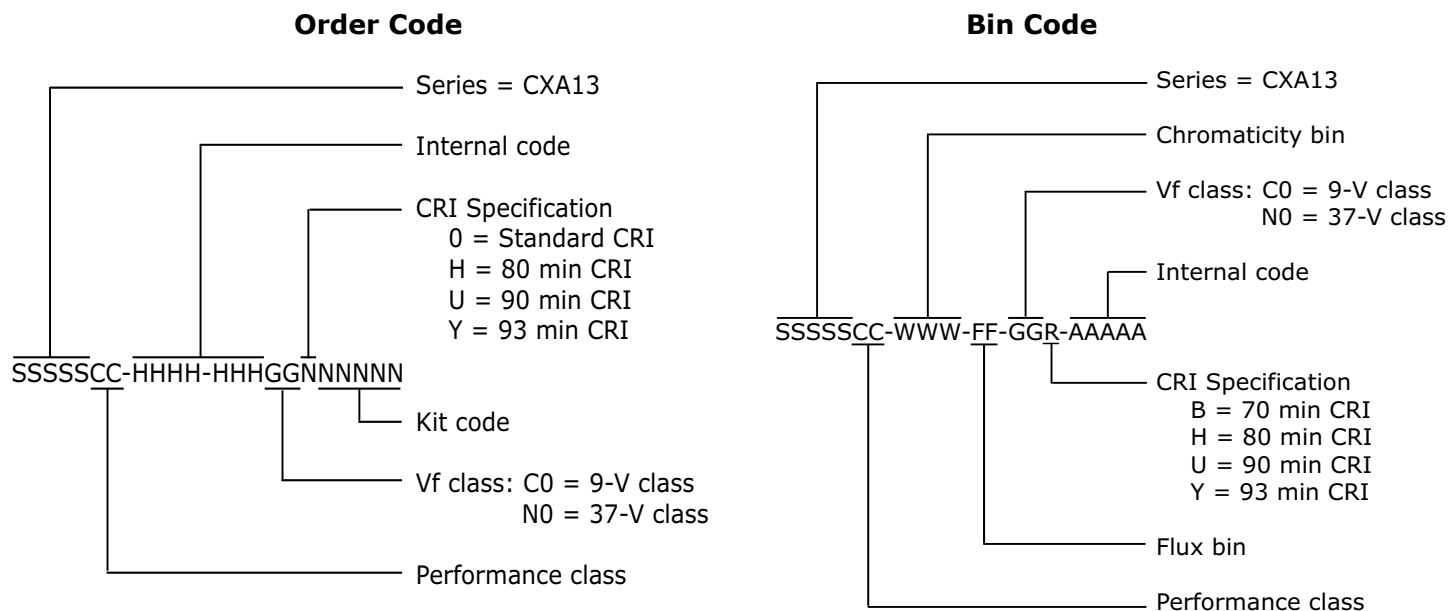 Order Code
Series = CXA13
Internal code
CRI Specification
0 = Standard CRI
H = 80 min CRI
U = 90 min CRI
Y = 93 min CRI
SSSSSCC-HHHH-HHHGGNNNNNN
Kit code
Vf class: C0 = 9-V class
N0 = 37-V class
Performance class
Bin Code
Series = CXA13
Chromaticity bin
Vf class: C0 = 9-V class
N0 = 37-V class
Internal code
SSSSSCC-WWW-FF-GGR-AAAAA
CRI Specification
B = 70 min CRI
H = 80 min CRI
U = 90 min CRI
Y = 93 min CRI
Flux bin
Performance class